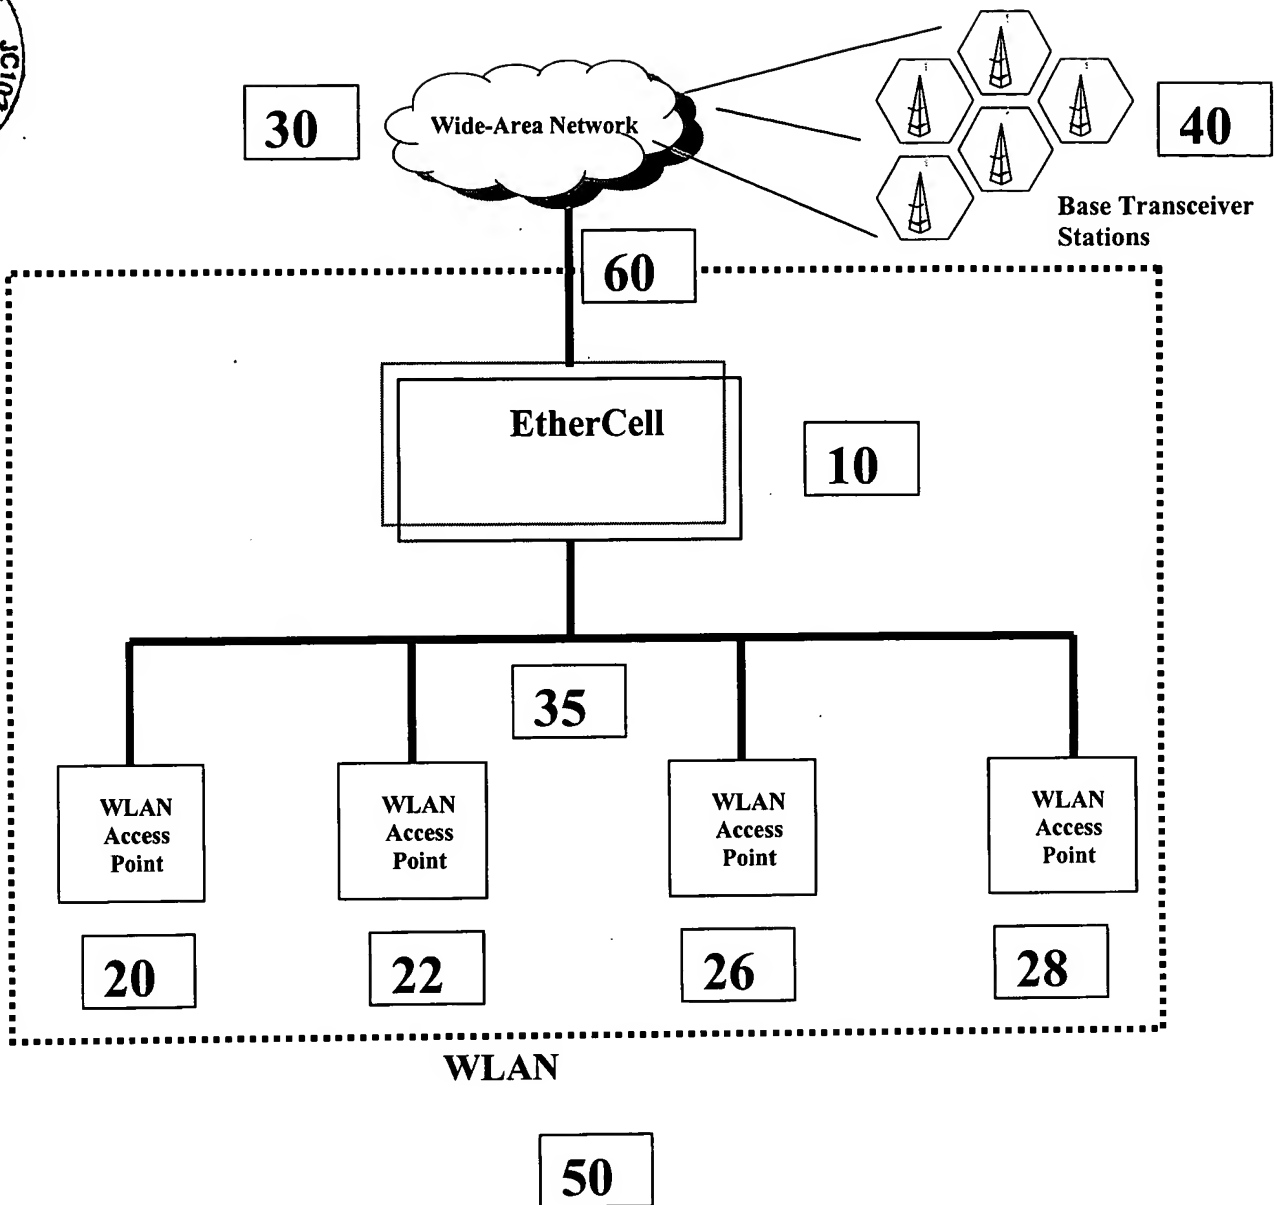 JC102
30
Wide-Area Network
40
Base Transceiver
Stations
60
EtherCell
10
35
WLAN
Access
Point
WLAN
Access
Point
WLAN
Access
Point
WLAN
Access
Point
20
22
26
28
WLAN
50